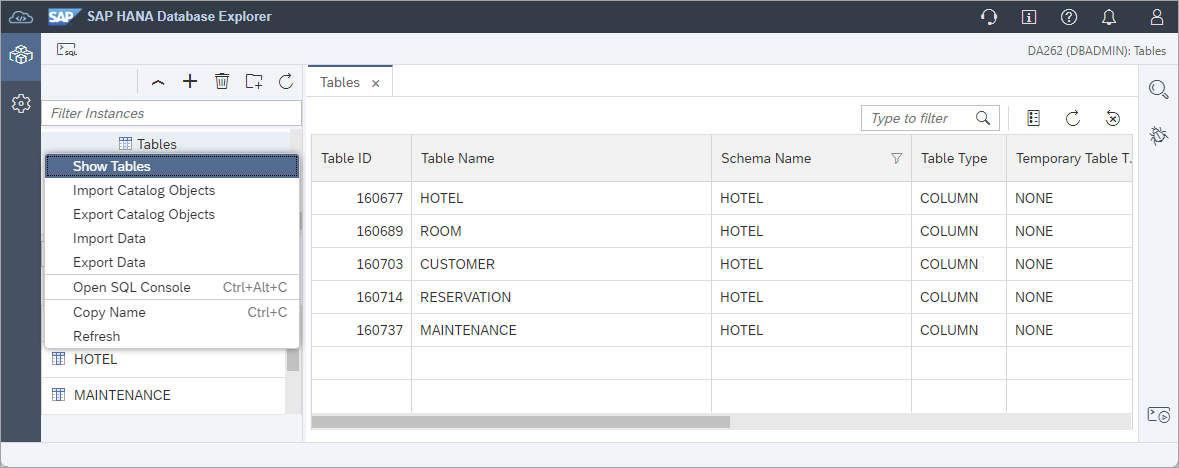 SAP SAP HANA Database Explorer
SQL
DA262 (DBADMIN): Tables
Filter Instances
Tables
Show Tables
Import Catalog Objects
Export Catalog Objects
Import Data
Export Data
Open SQL Console Ctrl+Alt+C
Copy Name Ctrl+C
Refresh
HOTEL
MAINTENANCE
Tables
Type to filter
Table ID Table Name Schema Name Table Type Temporary Table T...
160677 HOTEL HOTEL COLUMN NONE
160689 ROOM HOTEL COLUMN NONE
160703 CUSTOMER HOTEL COLUMN NONE
160714 RESERVATION HOTEL COLUMN NONE
160737 MAINTENANCE HOTEL COLUMN NONE